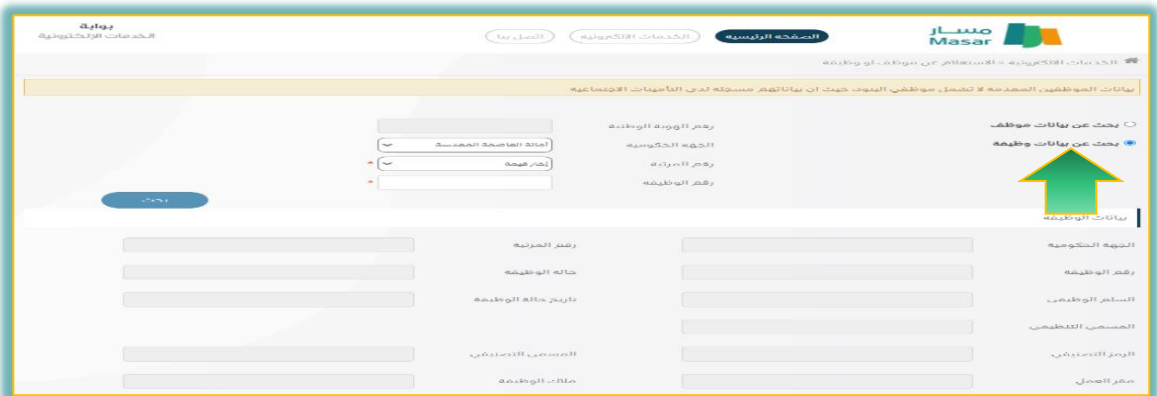 مسار
Masar
الصفحة الرئيسية
الخدمات الالكترونية
اتصل بنا
بوابة
الخدمات الإلكترونية
الخدمات الالكترونية » الاستعلام عن موظف او وظيفة
بيانات الموظفين المقدمة لا تشمل موظفي البنود حيث ان بياناتهم مسجلة لدى التأمينات الاجتماعية
بحث عن بيانات موظف
رقم الهوية الوطنية
بحث عن بيانات وظيفة
الجهة الحكومية
أمانة العاصمة المقدسة
رقم المرتبة
إختر قيمة
*
رقم الوظيفة
*
بحث
بيانات الوظيفة
الجهة الحكومية
رقم المرتبة
رقم الوظيفة
حالة الوظيفة
السلم الوظيفي
تاريخ حالة الوظيفة
المسمى التنظيمي
الرمز التصنيفي
المسمى التصنيفي
مقر العمل
ملاك الوظيفة